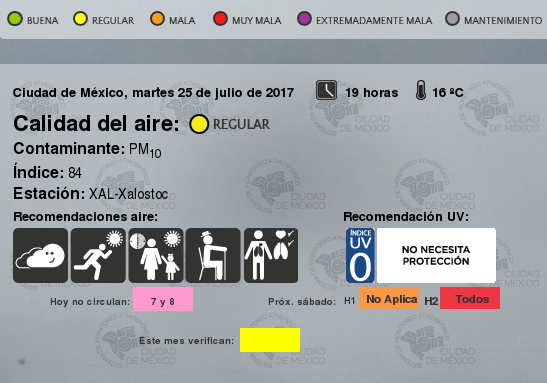 BUENA REGULAR MALA MUY MALA EXTREMADAMENTE MALA MANTENIMIENTO
Ciudad de México, martes 25 de julio de 2017 19 horas 16 ºC
Calidad del aire: REGULAR
Contaminante: PM10
Índice: 84
Estación: XAL-Xalostoc
Recomendaciones aire: Recomendación UV:
ÍNDICE UV 0 NO NECESITA PROTECCIÓN
Hoy no circulan: 7 y 8 Próx. sábado: H1 No Aplica H2 Todos
Este mes verifican: